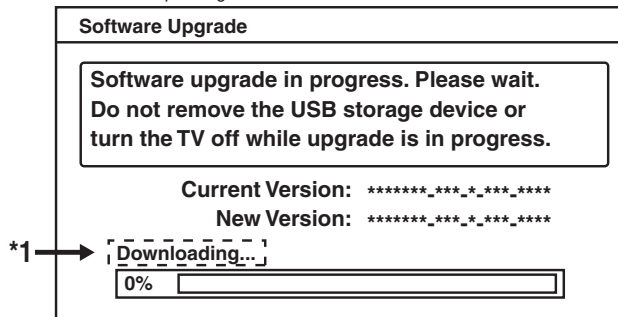 Software Upgrade
Software upgrade in progress. Please wait.
Do not remove the USB storage device or
turn the TV off while upgrade is in progress.
Current Version: *******_***_*_***_****
New Version: *******_***_*_***_****
*1
Downloading...
0%